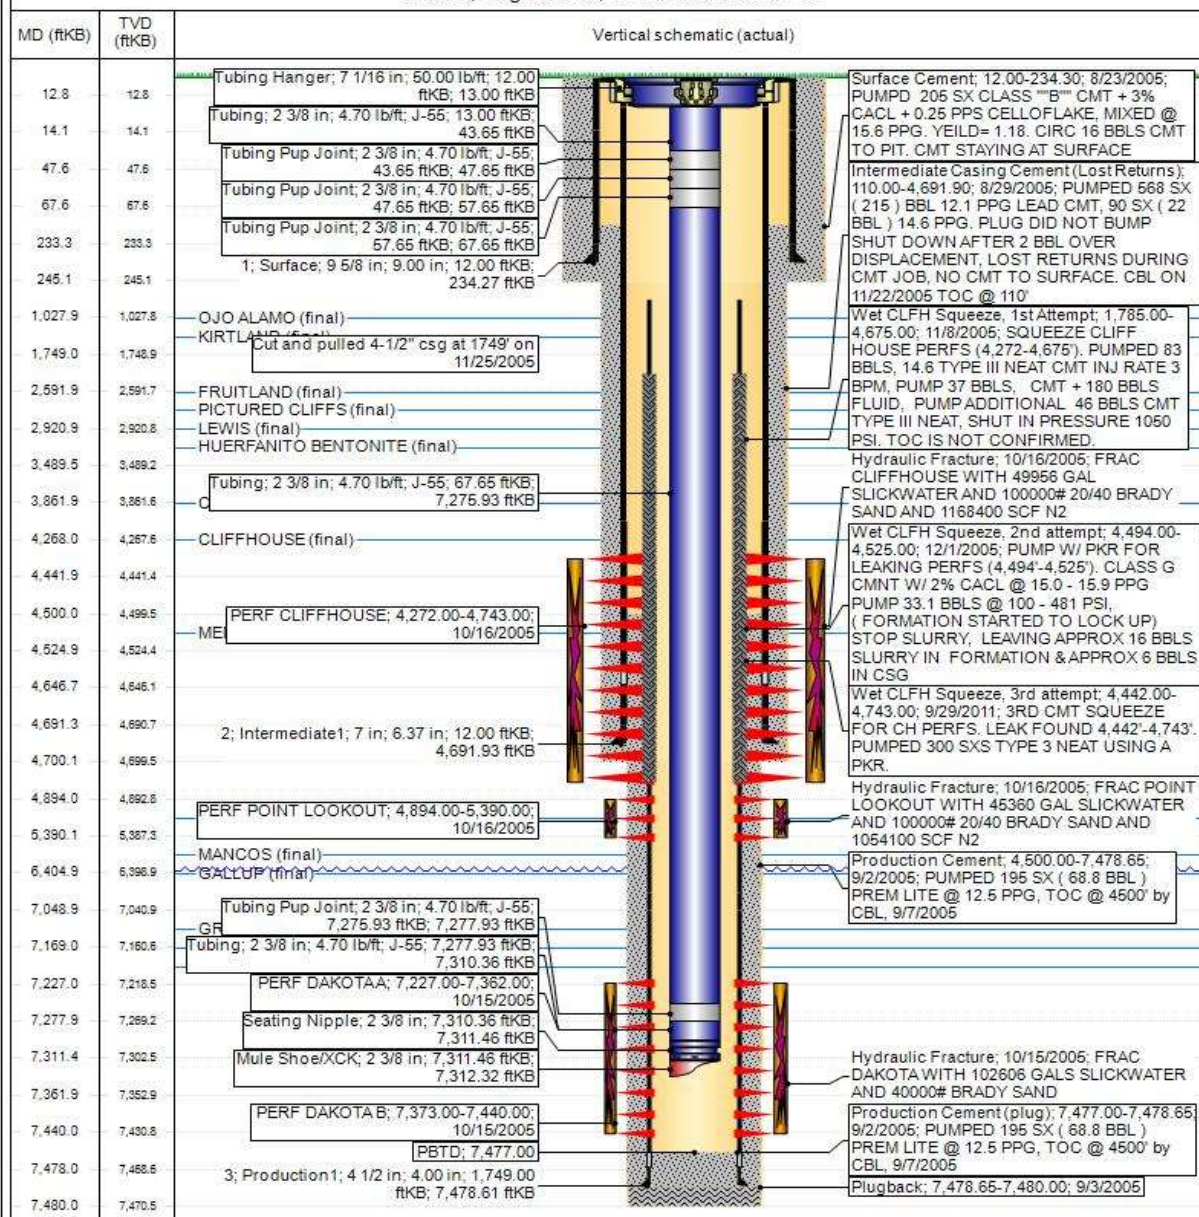 MD (ftKB)
TVD
(ftKB)
Vertical schematic (actual)
12.8 12.8
14.1 14.1
47.6 47.6
67.6 67.6
233.3 233.3
245.1 245.1
1,027.9 1,027.8
1,749.0 1,748.9
2,591.9 2,591.7
2,920.9 2,920.8
3,489.5 3,489.2
3,861.9 3,861.6
4,268.0 4,267.6
4,441.9 4,441.4
4,500.0 4,499.5
4,524.9 4,524.4
4,646.7 4,646.1
4,691.3 4,690.7
4,700.1 4,699.5
4,894.0 4,892.8
5,390.1 5,387.3
6,404.9 6,398.9
7,048.9 7,040.9
7,169.0 7,160.6
7,227.0 7,218.5
7,277.9 7,269.2
7,311.4 7,302.5
7,361.9 7,352.9
7,440.0 7,430.8
7,478.0 7,468.6
7,480.0 7,470.5
Tubing Hanger; 7 1/16 in; 50.00 lb/ft; 12.00
ftKB; 13.00 ftKB
Tubing; 2 3/8 in; 4.70 lb/ft; J-55; 13.00 ftKB;
43.65 ftKB
Tubing Pup Joint; 2 3/8 in; 4.70 lb/ft; J-55;
43.65 ftKB; 47.65 ftKB
Tubing Pup Joint; 2 3/8 in; 4.70 lb/ft; J-55;
47.65 ftKB; 57.65 ftKB
Tubing Pup Joint; 2 3/8 in; 4.70 lb/ft; J-55;
57.65 ftKB; 67.65 ftKB
1; Surface; 9 5/8 in; 9.00 in; 12.00 ftKB;
234.27 ftKB
OJO ALAMO (final)
KIRTLAND (final)
Cut and pulled 4-1/2" csg at 1749' on
11/25/2005
FRUITLAND (final)
PICTURED CLIFFS (final)
LEWIS (final)
HUERFANITO BENTONITE (final)
Tubing; 2 3/8 in; 4.70 lb/ft; J-55; 67.65 ftKB;
7,275.93 ftKB
CLIFFHOUSE (final)
PERF CLIFFHOUSE; 4,272.00-4,743.00;
10/16/2005
2; Intermediate1; 7 in; 6.37 in; 12.00 ftKB;
4,691.93 ftKB
PERF POINT LOOKOUT; 4,894.00-5,390.00;
10/16/2005
MANCOS (final)
GALLUP (final)
Tubing Pup Joint; 2 3/8 in; 4.70 lb/ft; J-55;
7,275.93 ftKB; 7,277.93 ftKB
GR
Tubing; 2 3/8 in; 4.70 lb/ft; J-55; 7,277.93 ftKB;
7,310.36 ftKB
PERF DAKOTA A; 7,227.00-7,362.00;
10/15/2005
Seating Nipple; 2 3/8 in; 7,310.36 ftKB;
7,311.46 ftKB
Mule Shoe/XCK; 2 3/8 in; 7,311.46 ftKB;
7,312.32 ftKB
PERF DAKOTA B; 7,373.00-7,440.00;
10/15/2005
PBTD; 7,477.00
3; Production1; 4 1/2 in; 4.00 in; 1,749.00
ftKB; 7,478.61 ftKB
Surface Cement; 12.00-234.30; 8/23/2005;
PUMPD 205 SX CLASS ""B"" CMT + 3%
CACL + 0.25 PPS CELLOFLAKE, MIXED @
15.6 PPG. YEILD= 1.18. CIRC 16 BBLS CMT
TO PIT. CMT STAYING AT SURFACE
Intermediate Casing Cement (Lost Returns);
110.00-4,691.90; 8/29/2005; PUMPED 568 SX
( 215 ) BBL 12.1 PPG LEAD CMT, 90 SX ( 22
BBL ) 14.6 PPG. PLUG DID NOT BUMP
SHUT DOWN AFTER 2 BBL OVER
DISPLACEMENT, LOST RETURNS DURING
CMT JOB, NO CMT TO SURFACE. CBL ON
11/22/2005 TOC @ 110'
Wet CLFH Squeeze, 1st Attempt; 1,785.00-
4,675.00; 11/8/2005; SQUEEZE CLIFF
HOUSE PERFS (4,272-4,675'). PUMPED 83
BBLS, 14.6 TYPE III NEAT CMT INJ RATE 3
BPM, PUMP 37 BBLS, CMT + 180 BBLS
FLUID, PUMP ADDITIONAL 46 BBLS CMT
TYPE III NEAT, SHUT IN PRESSURE 1050
PSI. TOC IS NOT CONFIRMED.
Hydraulic Fracture; 10/16/2005; FRAC
CLIFFHOUSE WITH 49956 GAL
SLICKWATER AND 100000# 20/40 BRADY
SAND AND 1168400 SCF N2
Wet CLFH Squeeze, 2nd attempt; 4,494.00-
4,525.00; 12/1/2005; PUMP W/ PKR FOR
LEAKING PERFS (4,494'-4,525'). CLASS G
CMNT W/ 2% CACL @ 15.0 - 15.9 PPG
PUMP 33.1 BBLS @ 100 - 481 PSI,
( FORMATION STARTED TO LOCK UP)
STOP SLURRY, LEAVING APPROX 16 BBLS
SLURRY IN FORMATION & APPROX 6 BBLS
IN CSG
Wet CLFH Squeeze, 3rd attempt; 4,442.00-
4,743.00; 9/29/2011; 3RD CMT SQUEEZE
FOR CH PERFS. LEAK FOUND 4,442'-4,743'.
PUMPED 300 SXS TYPE 3 NEAT USING A
PKR.
Hydraulic Fracture; 10/16/2005; FRAC POINT
LOOKOUT WITH 45360 GAL SLICKWATER
AND 100000# 20/40 BRADY SAND AND
1054100 SCF N2
Production Cement; 4,500.00-7,478.65;
9/2/2005; PUMPED 195 SX ( 68.8 BBL )
PREM LITE @ 12.5 PPG, TOC @ 4500' by
CBL, 9/7/2005
Hydraulic Fracture; 10/15/2005; FRAC
DAKOTA WITH 102606 GALS SLICKWATER
AND 40000# BRADY SAND
Production Cement (plug); 7,477.00-7,478.65;
9/2/2005; PUMPED 195 SX ( 68.8 BBL )
PREM LITE @ 12.5 PPG, TOC @ 4500' by
CBL, 9/7/2005
Plugback; 7,478.65-7,480.00; 9/3/2005